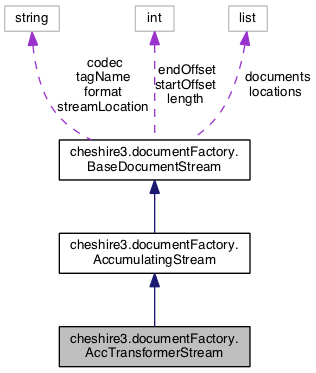 string
int
list
codec
tagName
format
streamLocation
endOffset
startOffset
length
documents
locations
cheshire3.documentFactory.
BaseDocumentStream
cheshire3.documentFactory.
AccumulatingStream
cheshire3.documentFactory.
AccTransformerStream